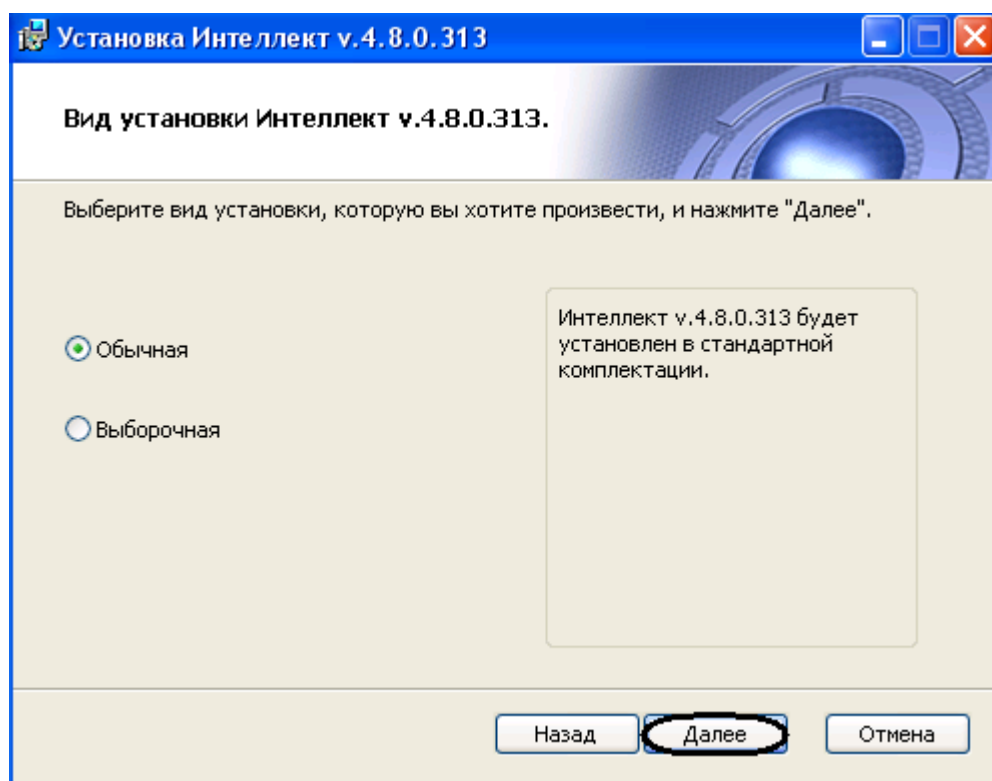 Установка Интеллект v.4.8.0.313
Вид установки Интеллект v.4.8.0.313.
Выберите вид установки, которую вы хотите произвести, и нажмите "Далее".
Обычная
Выборочная
Интеллект v.4.8.0.313 будет
установлен в стандартной
комплектации.
Назад
Далее
Отмена